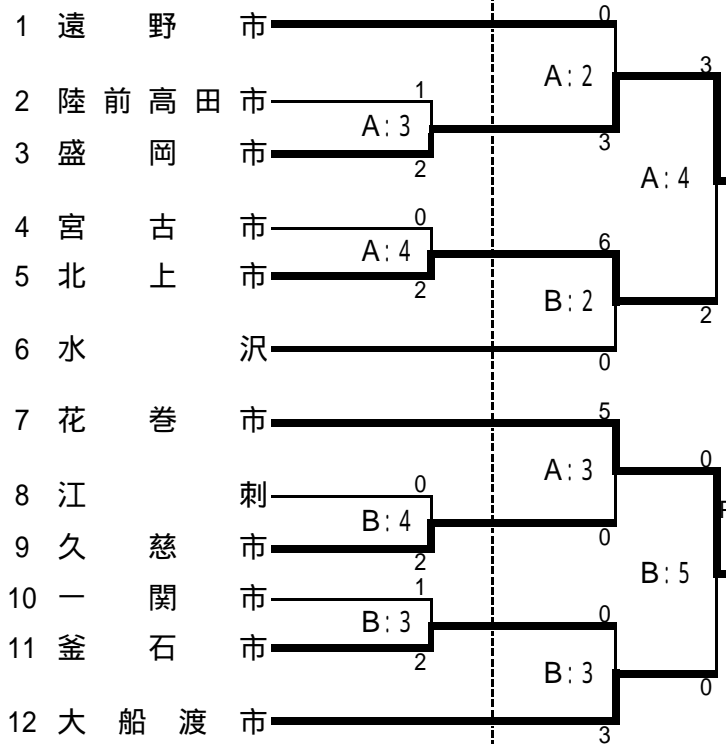 0
1 遠野市
A:2
3
1
2 陸前高田市
A:3
3
3 盛岡市
2
A:4
0
4 宮古市
6
A:4
5 北上市
2
B:2
2
6 水沢
0
5
7 花巻市
0
A:3
0
8 江刺
B:4
0
9 久慈市
2
B:5
1
10 一関市
0
B:3
11 釜石市
2
B:3
0
12 大船渡市
3